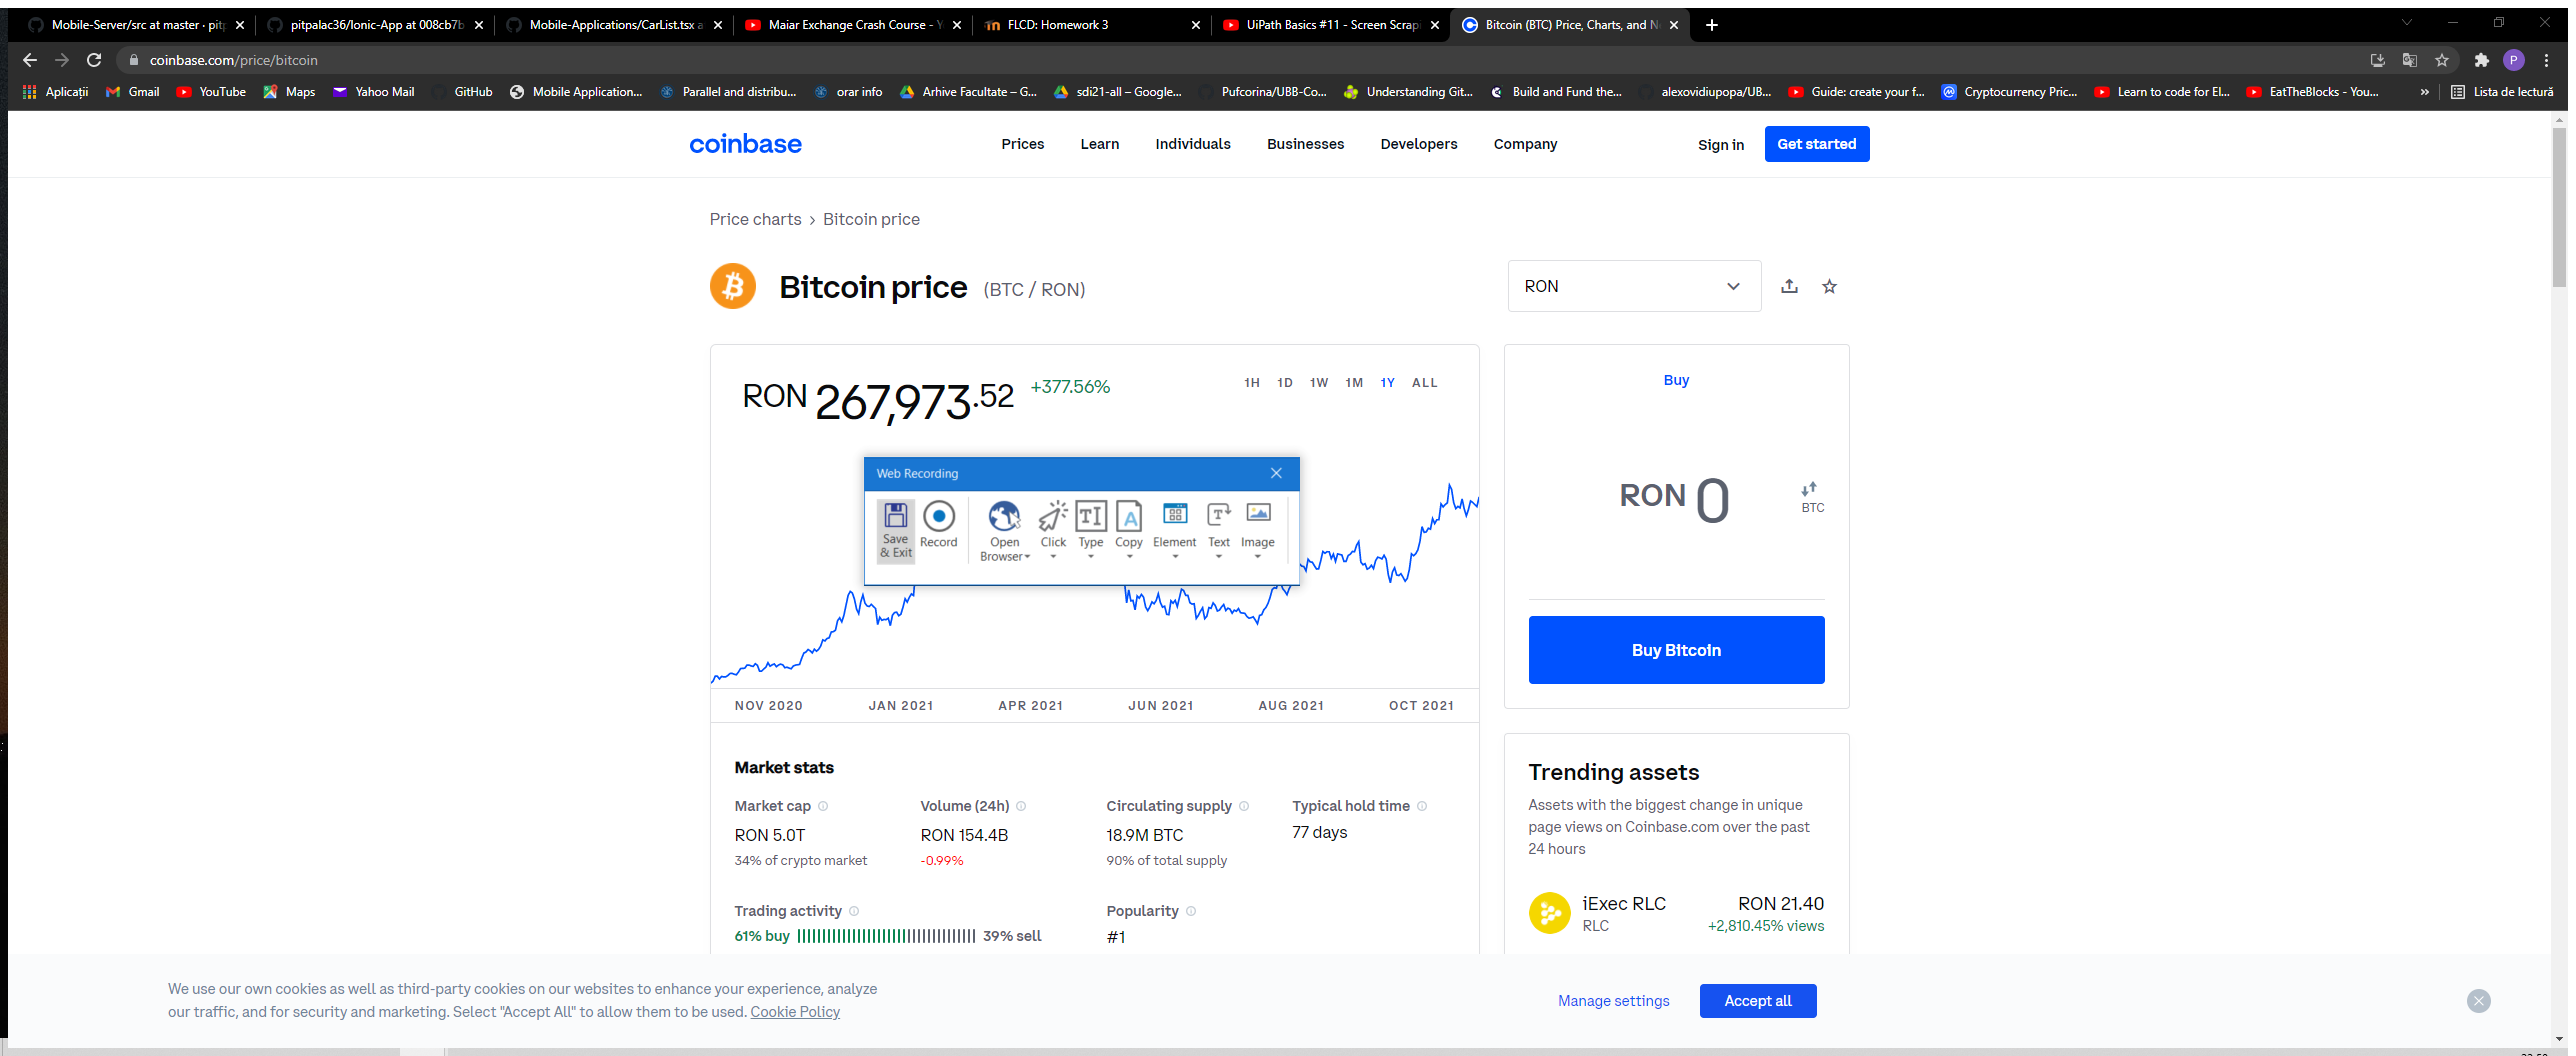 Mobile-Server/src at master · pit
pitpalac36/Ionic-App at 008cb7b
Mobile-Applications/CarList.tsx a
Maiar Exchange Crash Course - Y
FLCD: Homework 3
UiPath Basics #11 - Screen Scrapi
Bitcoin (BTC) Price, Charts, and N
coinbase.com/price/bitcoin
P
Aplicații
Gmail
YouTube
Maps
Yahoo Mail
GitHub
Mobile Application...
Parallel and distribu...
orar info
Arhive Facultate – G...
sdi21-all – Google...
Pufcorina/UBB-Co...
Understanding Git...
Build and Fund the...
alexovidiupopa/UB...
Guide: create your f...
Cryptocurrency Pric...
Learn to code for El...
EatTheBlocks - You...
»
Lista de lectură
coinbase
Prices
Learn
Individuals
Businesses
Developers
Company
Sign in
Get started
Price charts › Bitcoin price
Bitcoin price (BTC / RON)
RON
RON 267,973.52 +377.56%
1H 1D 1W 1M 1Y ALL
Web Recording
Save & Exit
Record
Open Browser
Click
Type
Copy
Element
Text
Image
NOV 2020 JAN 2021 APR 2021 JUN 2021 AUG 2021 OCT 2021
Buy
RON 0
BTC
Buy Bitcoin
Market stats
Market cap
RON 5.0T
34% of crypto market
Volume (24h)
RON 154.4B
-0.99%
Circulating supply
18.9M BTC
90% of total supply
Typical hold time
77 days
Trading activity
61% buy 39% sell
Popularity
#1
Trending assets
Assets with the biggest change in unique
page views on Coinbase.com over the past
24 hours
iExec RLC RON 21.40
RLC +2,810.45% views
We use our own cookies as well as third-party cookies on our websites to enhance your experience, analyze
our traffic, and for security and marketing. Select "Accept All" to allow them to be used. Cookie Policy
Manage settings
Accept all